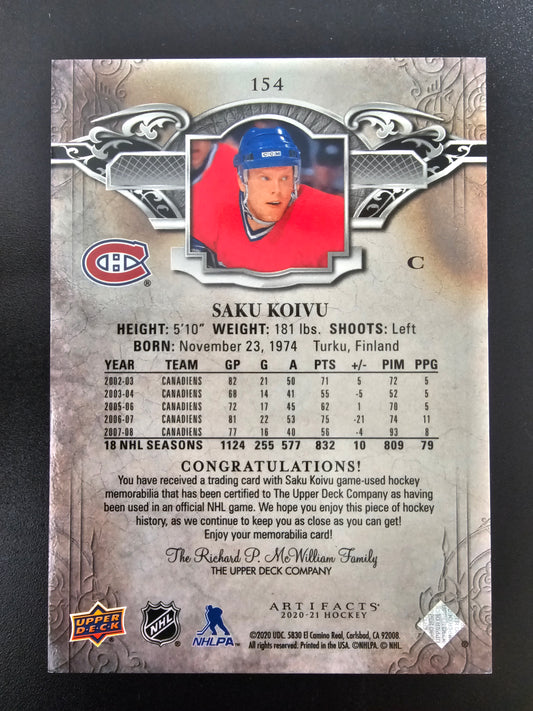 154
CCM
CH ®
C
SAKU KOIVU
HEIGHT: 5'10" WEIGHT: 181 lbs. SHOOTS: Left
BORN: November 23, 1974 Turku, Finland
YEAR TEAM GP G A PTS +/- PIM PPG
2002-03 CANADIENS 82 21 50 71 5 72 5
2003-04 CANADIENS 68 14 41 55 -5 52 5
2005-06 CANADIENS 72 17 45 62 1 70 5
2006-07 CANADIENS 81 22 53 75 -21 74 11
2007-08 CANADIENS 77 16 40 56 -4 93 8
18 NHL SEASONS 1124 255 577 832 10 809 79
CONGRATULATIONS!
You have received a trading card with Saku Koivu game-used hockey
memorabilia that has been certified to The Upper Deck Company as having
been used in an official NHL game. We hope you enjoy this piece of hockey
history, as we continue to keep you as close as you can get!
Enjoy your memorabilia card!
The Richard P. McWilliam Family
THE UPPER DECK COMPANY
UPPER DECK
NHL
NHLPA
ARTIFACTS
2020-21 HOCKEY
©2020 UDC. 5830 El Camino Real, Carlsbad, CA 92008.
All rights reserved. Printed in the USA. ©NHLPA. © NHL.
®